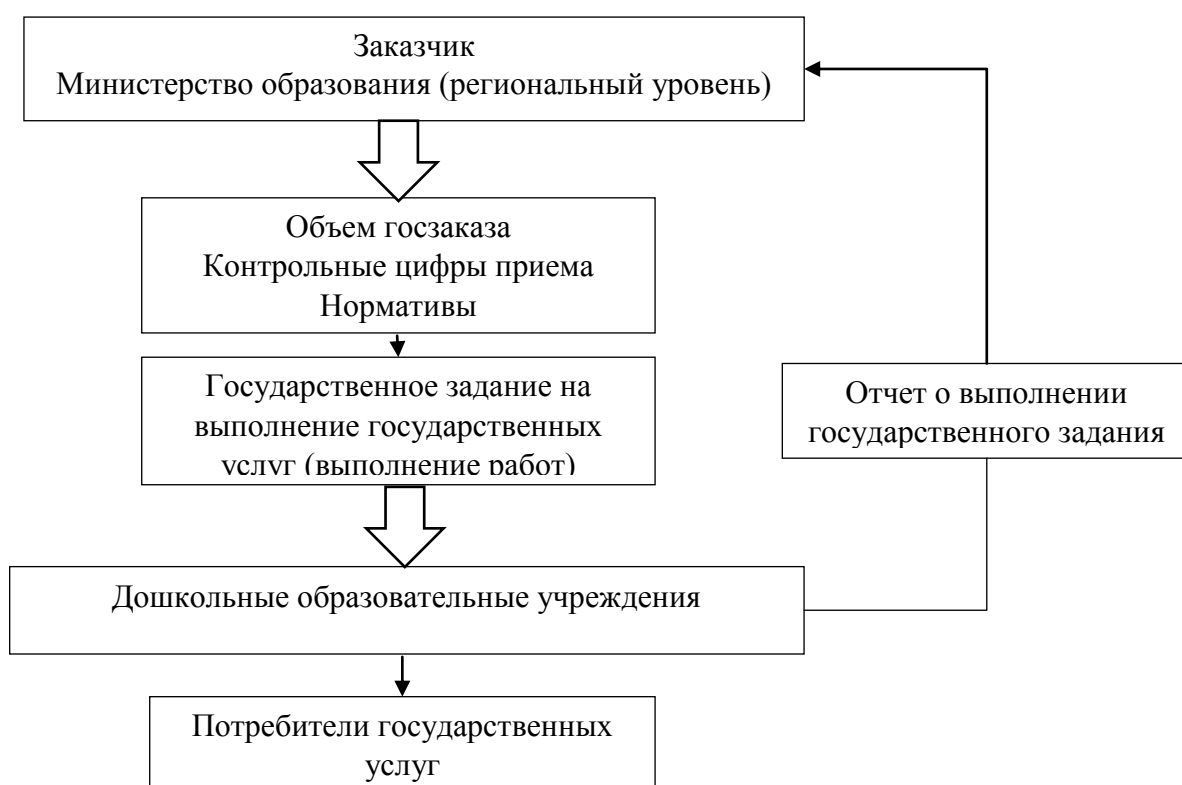 Заказчик
Министерство образования (региональный уровень)
Объем госзаказа
Контрольные цифры приема
Нормативы
Государственное задание на
выполнение государственных
услуг (выполнение работ)
Отчет о выполнении
государственного задания
Дошкольные образовательные учреждения
Потребители государственных
услуг